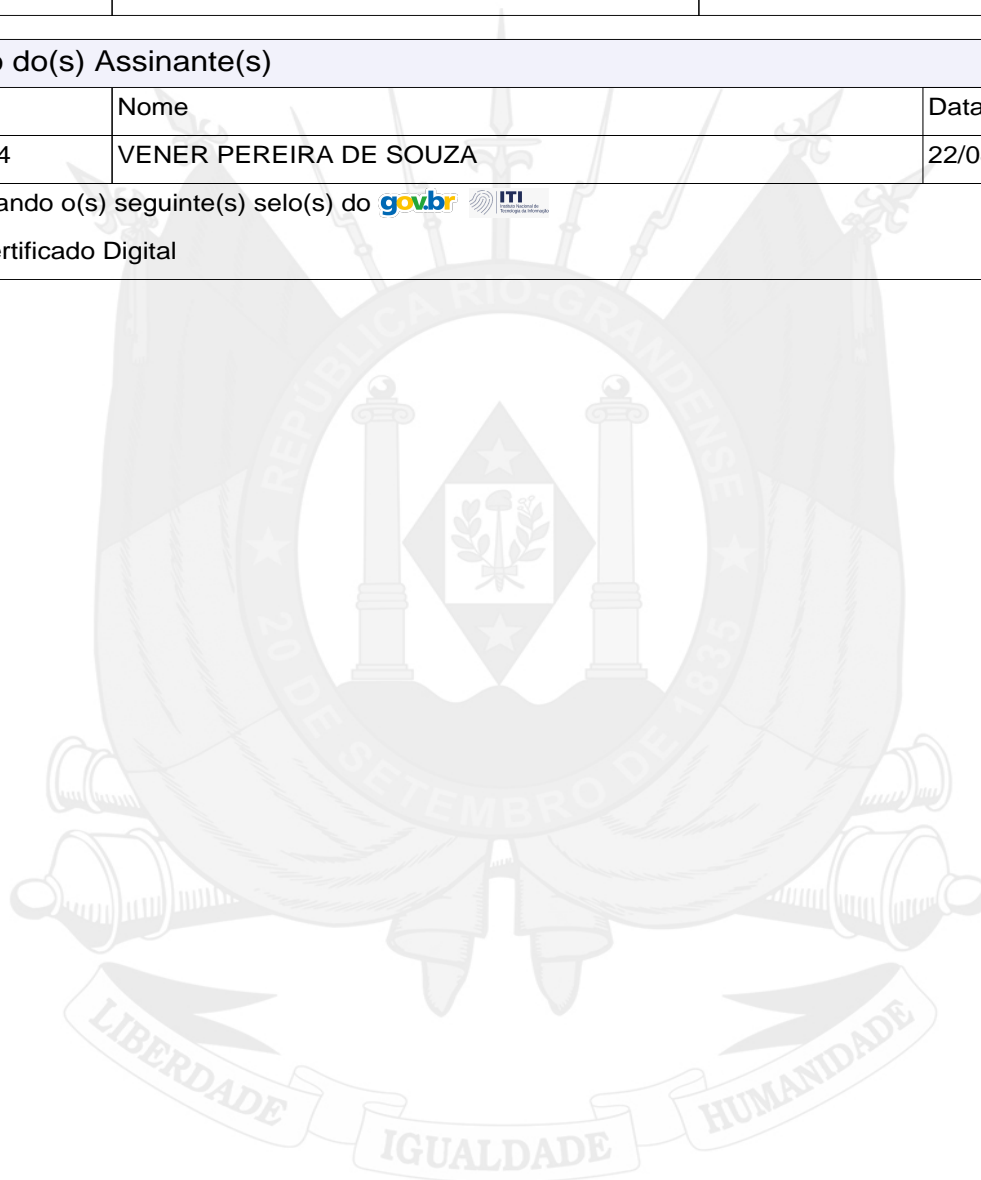 o do(s) Assinante(s)
Nome
Data
4
VENER PEREIRA DE SOUZA
22/0
ando o(s) seguinte(s) selo(s) do gov.br ITI
rtificado Digital
REPÚBLICA RIO-GRANDENSE
20 DE SETEMBRO DE 1835
LIBERDADE
IGUALDADE
HUMANIDADE